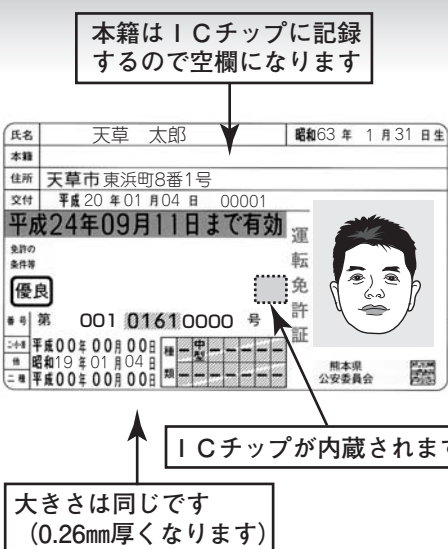 本籍はＩＣチップに記録
するので空欄になります
氏名 天草 太郎 昭和63年 1月31日生
本籍
住所 天草市東浜町8番1号
交付 平成20年01月04日 00001
平成24年09月11日まで有効
免許の
条件等
優良
運転免許証
番号 第 001 0161 0000 号
二・小・原 平成00年00月00日
他 昭和19年01月04日
二種 平成00年00月00日
種類 中型
熊本県
公安委員会
ＩＣチップが内蔵されます
大きさは同じです
（0.26㎜厚くなります）